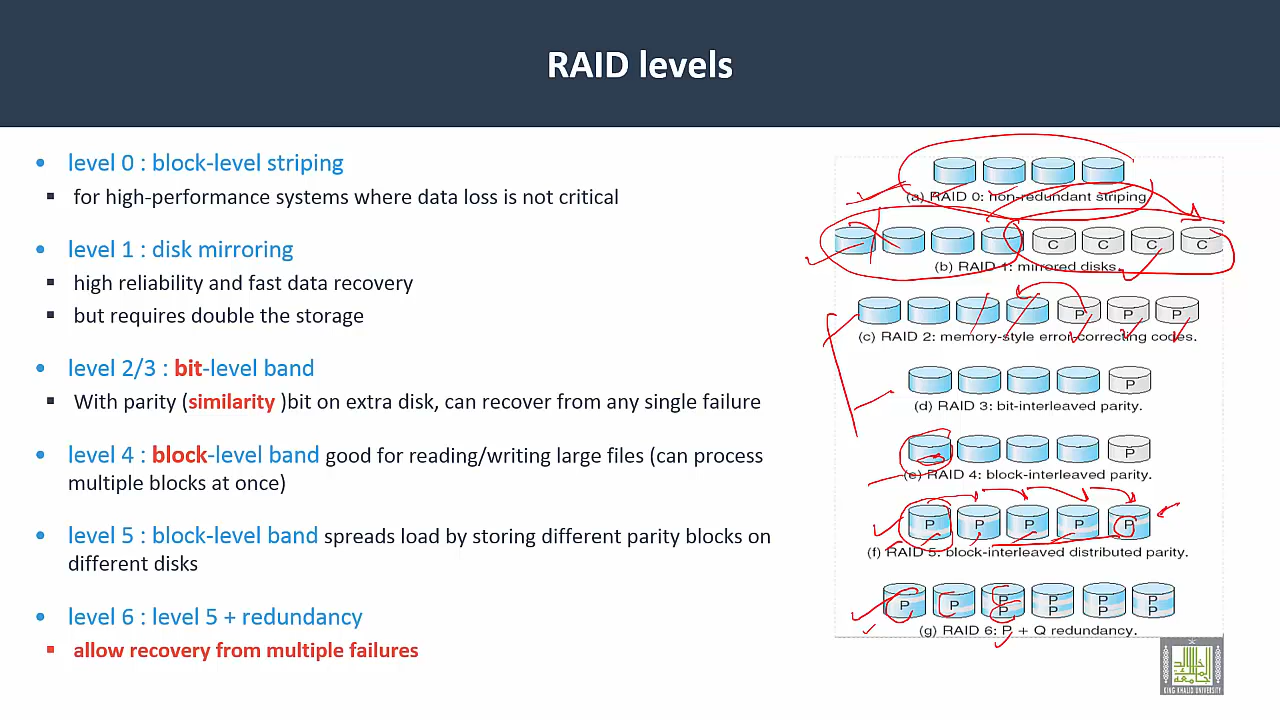 RAID levels
• level 0 : block-level striping
▪ for high-performance systems where data loss is not critical
• level 1 : disk mirroring
▪ high reliability and fast data recovery
▪ but requires double the storage
• level 2/3 : bit-level band
▪ With parity (similarity )bit on extra disk, can recover from any single failure
• level 4 : block-level band good for reading/writing large files (can process
multiple blocks at once)
• level 5 : block-level band spreads load by storing different parity blocks on
different disks
• level 6 : level 5 + redundancy
▪ allow recovery from multiple failures
(a) RAID 0: non-redundant striping.
C C C C
(b) RAID 1: mirrored disks.
P P P
(c) RAID 2: memory-style error-correcting codes.
P
(d) RAID 3: bit-interleaved parity.
P
(e) RAID 4: block-interleaved parity.
P P P P P
(f) RAID 5: block-interleaved distributed parity.
P P P P P P
P P P P
(g) RAID 6: P + Q redundancy.
KING KHALID UNIVERSITY